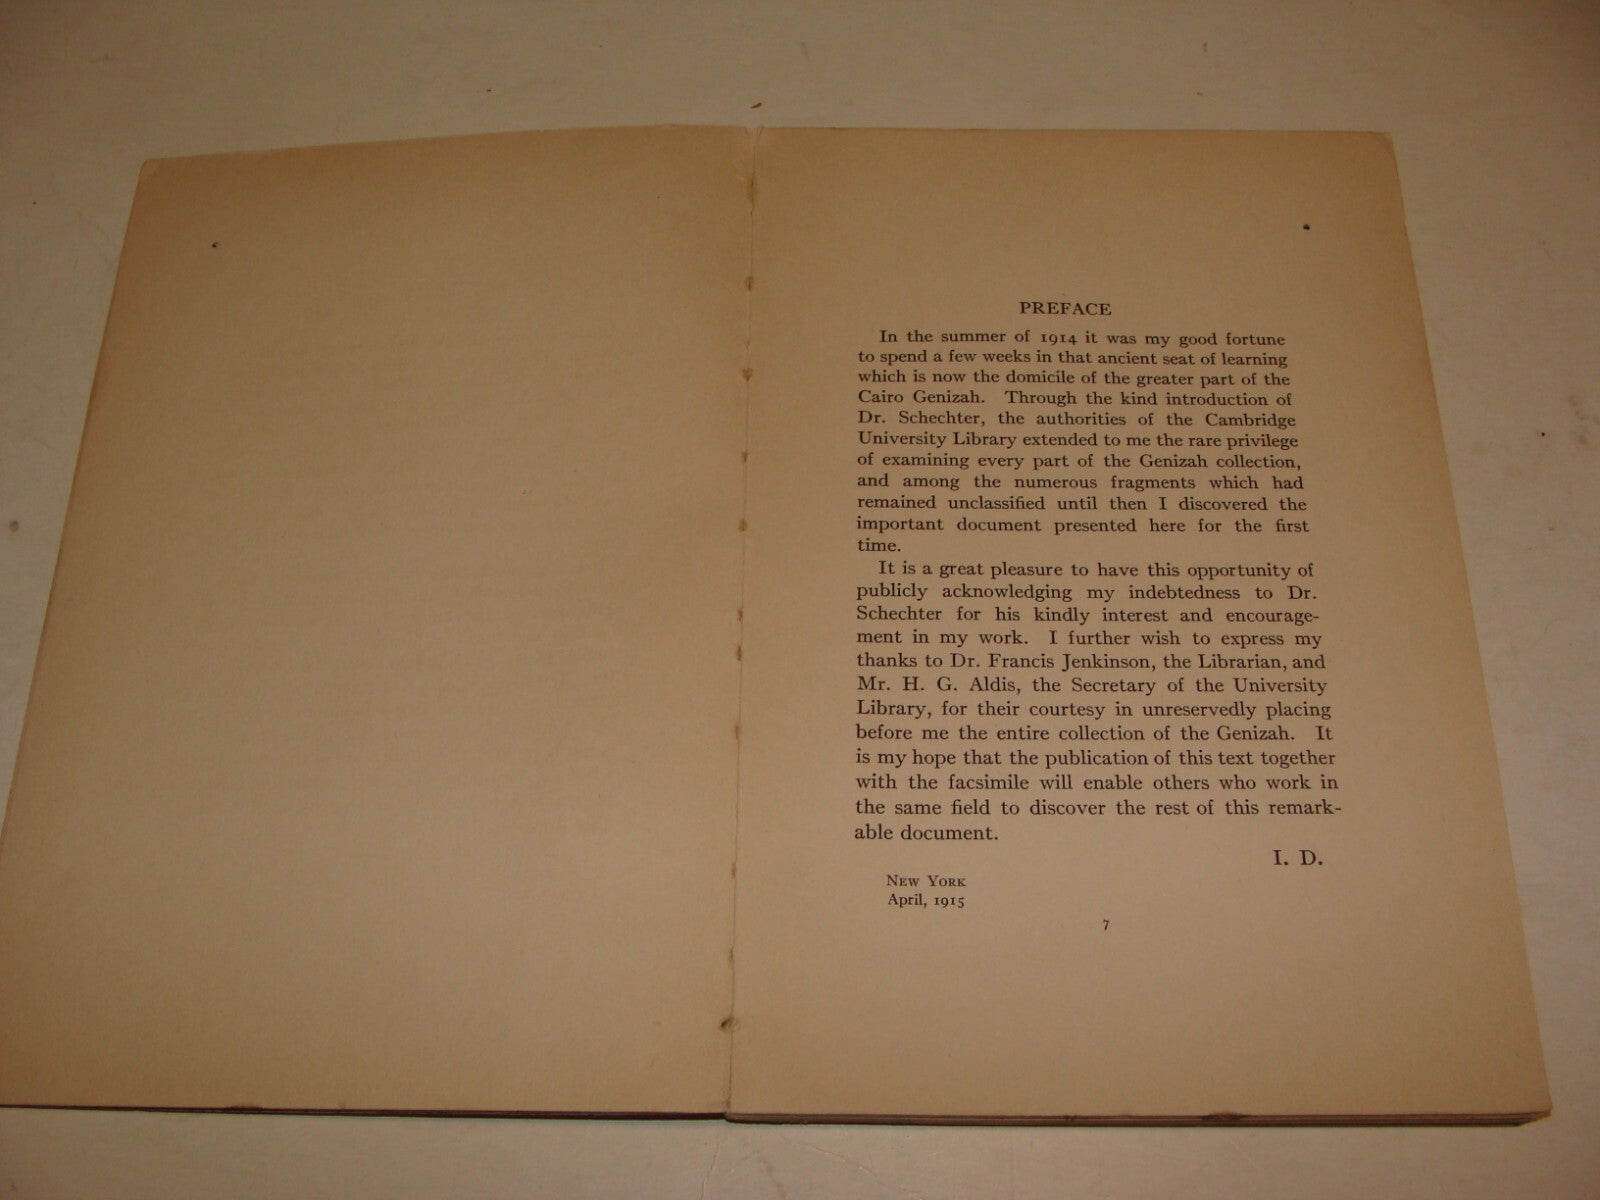 PREFACE
In the summer of 1914 it was my good fortune
to spend a few weeks in that ancient seat of learning
which is now the domicile of the greater part of the
Cairo Genizah. Through the kind introduction of
Dr. Schechter, the authorities of the Cambridge
University Library extended to me the rare privilege
of examining every part of the Genizah collection,
and among the numerous fragments which had
remained unclassified until then I discovered the
important document presented here for the first
time.
It is a great pleasure to have this opportunity of
publicly acknowledging my indebtedness to Dr.
Schechter for his kindly interest and encourage-
ment in my work. I further wish to express my
thanks to Dr. Francis Jenkinson, the Librarian, and
Mr. H. G. Aldis, the Secretary of the University
Library, for their courtesy in unreservedly placing
before me the entire collection of the Genizah. It
is my hope that the publication of this text together
with the facsimile will enable others who work in
the same field to discover the rest of this remark-
able document.
I. D.
New York
April, 1915
7